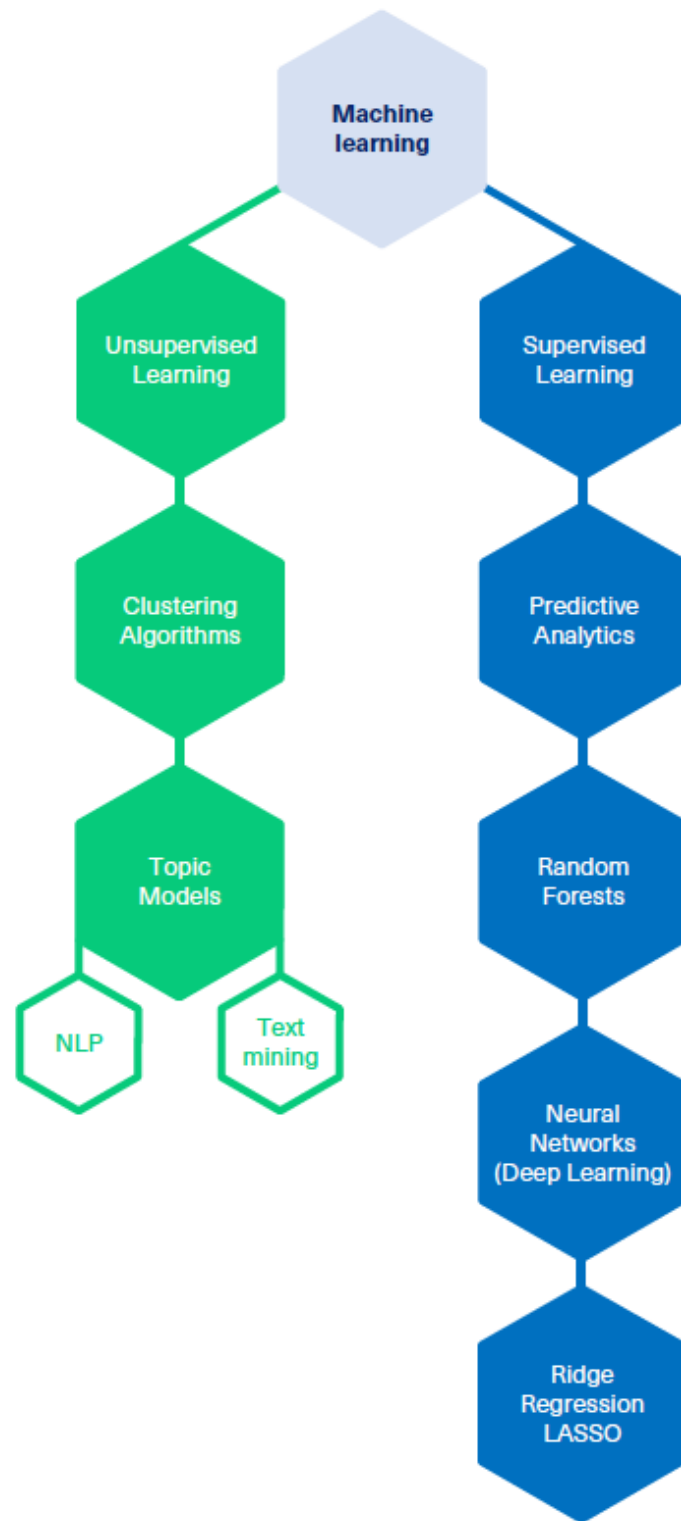 Machine
learning
Unsupervised
Learning
Supervised
Learning
Clustering
Algorithms
Predictive
Analytics
Topic
Models
Random
Forests
NLP
Text
mining
Neural
Networks
(Deep Learning)
Ridge
Regression
LASSO